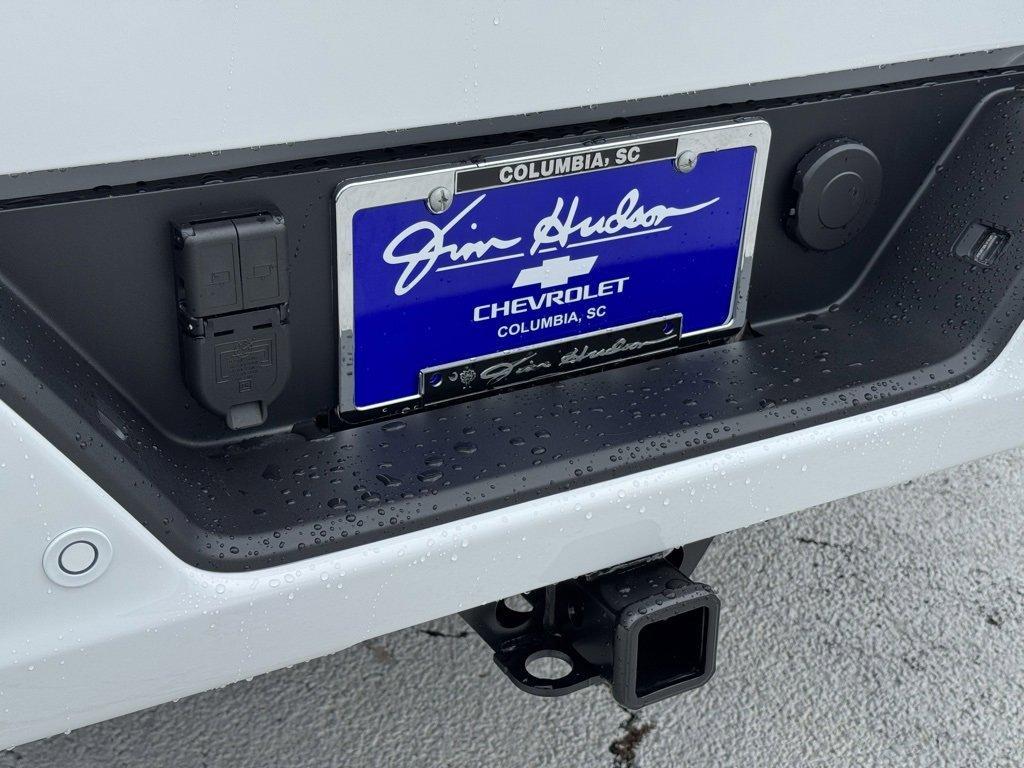 COLUMBIA, SC
Jim Hudson
CHEVROLET
COLUMBIA, SC
Jim Hudson